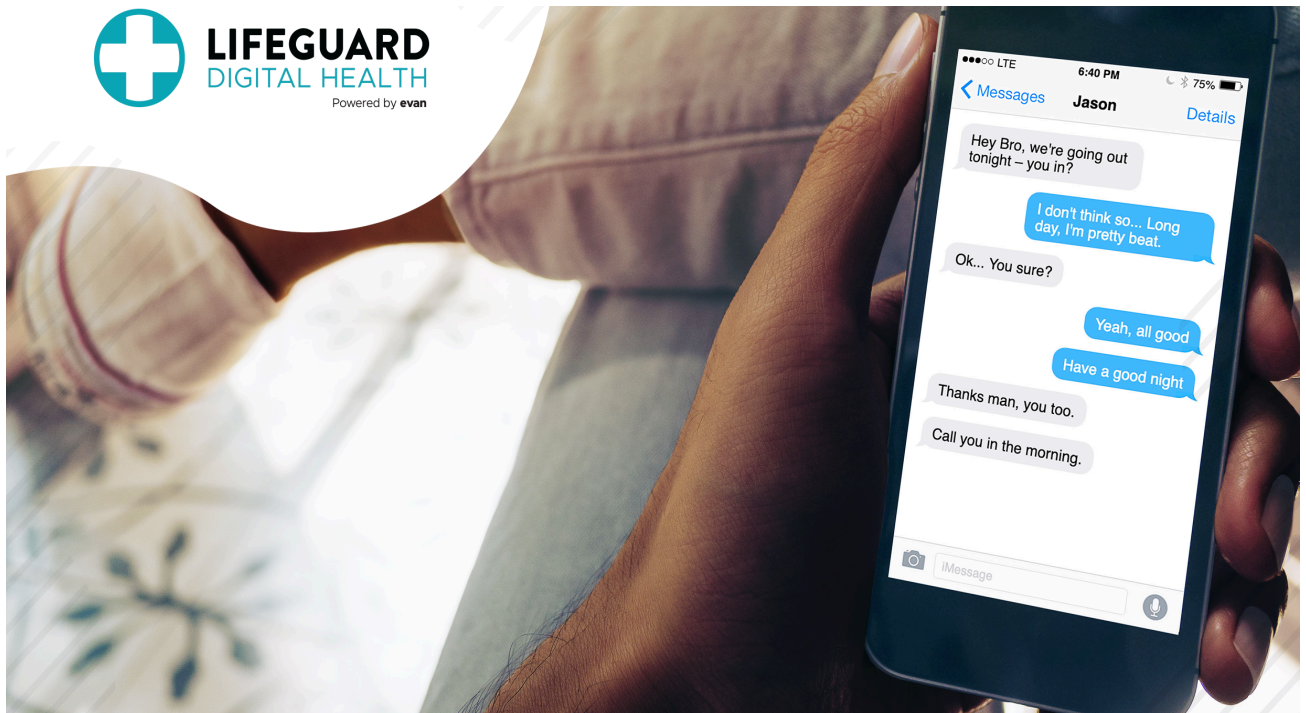 LIFEGUARD
DIGITAL HEALTH
Powered by evan
LTE
6:40 PM
75%
Messages
Jason
Details
Hey Bro, we're going out
tonight – you in?
I don't think so... Long
day, I'm pretty beat.
Ok... You sure?
Yeah, all good
Have a good night
Thanks man, you too.
Call you in the morning.
iMessage